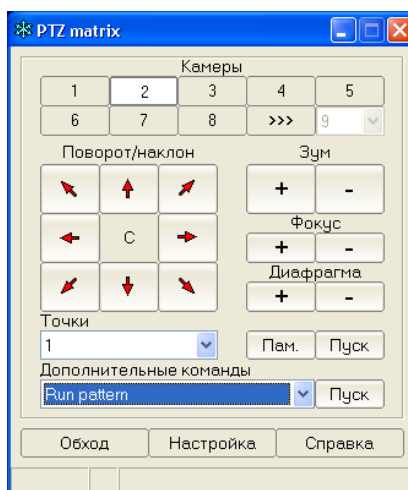 PTZ matrix
Камеры
1 2 3 4 5
6 7 8 >>> 9
Поворот/наклон Зум
+ -
Фокус
C
+ -
Диафрагма
+ -
Точки
1 Пам. Пуск
Дополнительные команды
Run pattern Пуск
Обход Настройка Справка